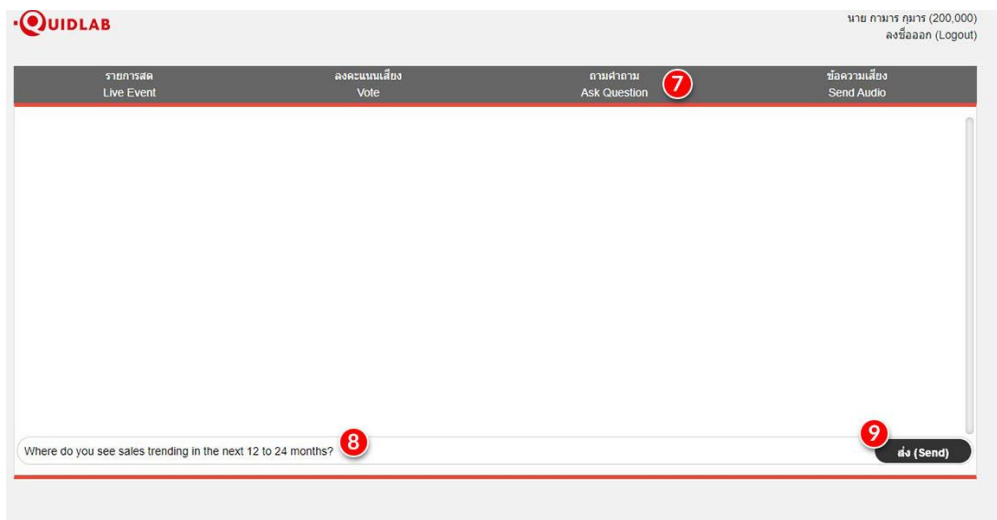 QUIDLAB
นาย กามาร กุมาร (200,000)
ลงชื่อออก (Logout)
รายการสด
Live Event
ลงคะแนนเสียง
Vote
ถามคำถาม
Ask Question
7
ข้อความเสียง
Send Audio
Where do you see sales trending in the next 12 to 24 months?
8
9
ส่ง (Send)